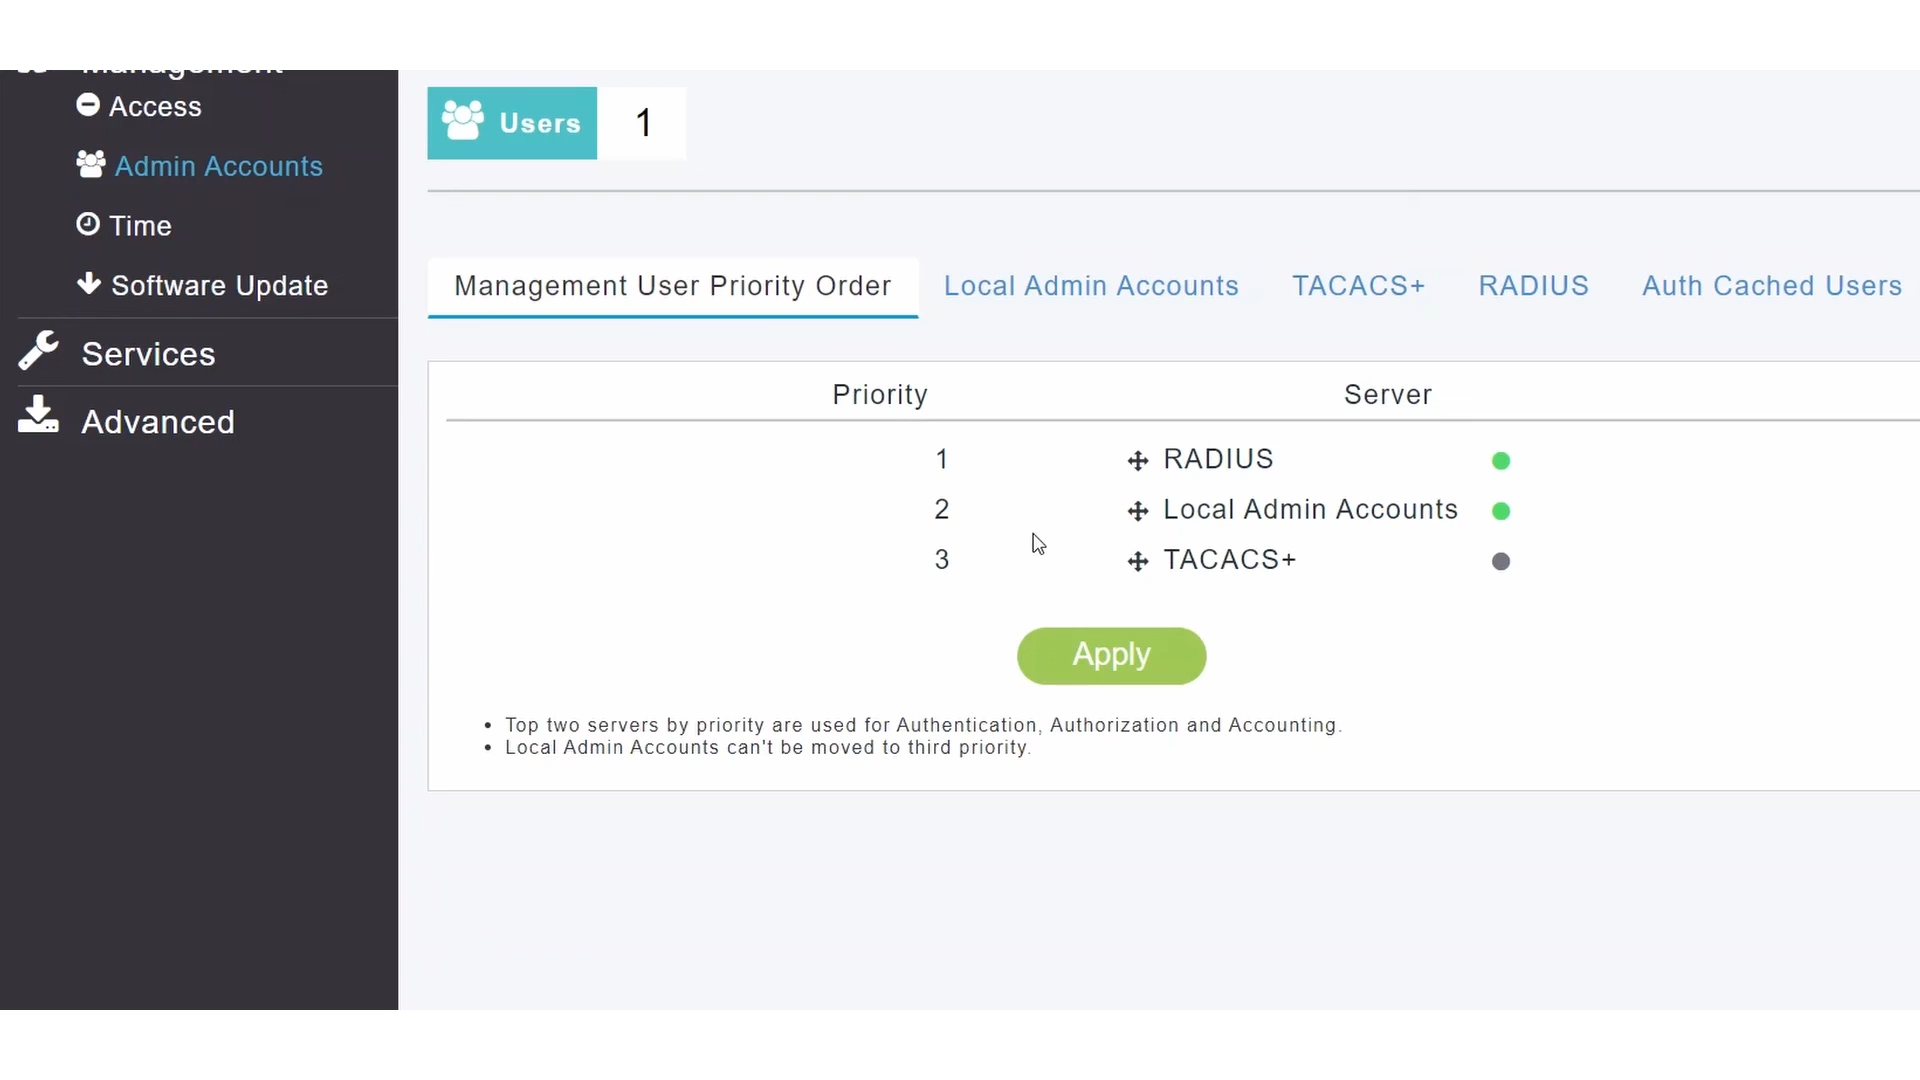 Management
Access
Admin Accounts
Time
Software Update
Services
Advanced
Users 1
Management User Priority Order Local Admin Accounts TACACS+ RADIUS Auth Cached Users
Priority Server
1 RADIUS
2 Local Admin Accounts
3 TACACS+
Apply
Top two servers by priority are used for Authentication, Authorization and Accounting.
Local Admin Accounts can't be moved to third priority.